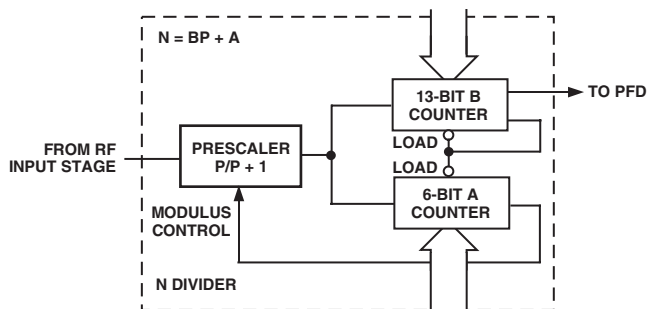 N = BP + A
13-BIT B
COUNTER
TO PFD
LOAD
FROM RF
INPUT STAGE
PRESCALER
P/P + 1
LOAD
6-BIT A
COUNTER
MODULUS
CONTROL
N DIVIDER